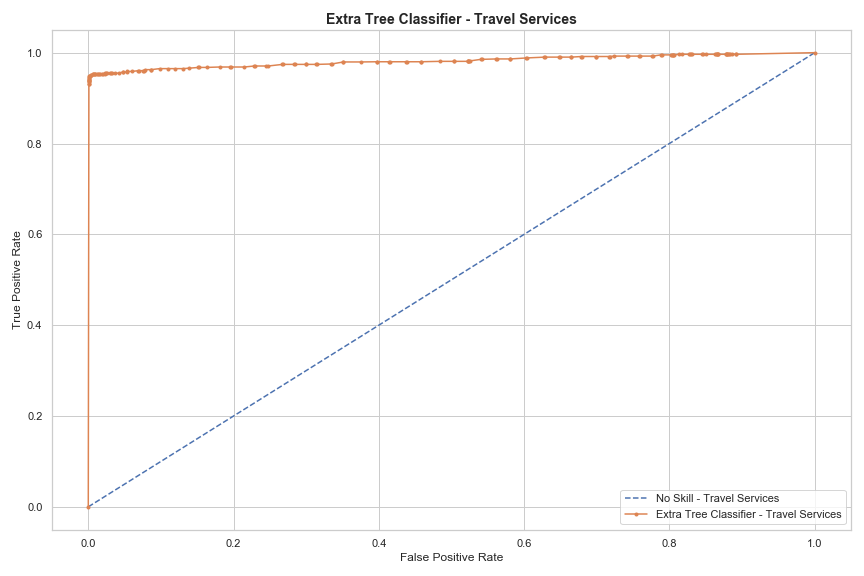 Extra Tree Classifier - Travel Services
True Positive Rate
1.0
0.8
0.6
0.4
0.2
0.0
0.0 0.2 0.4 0.6 0.8 1.0
False Positive Rate
No Skill - Travel Services
Extra Tree Classifier - Travel Services